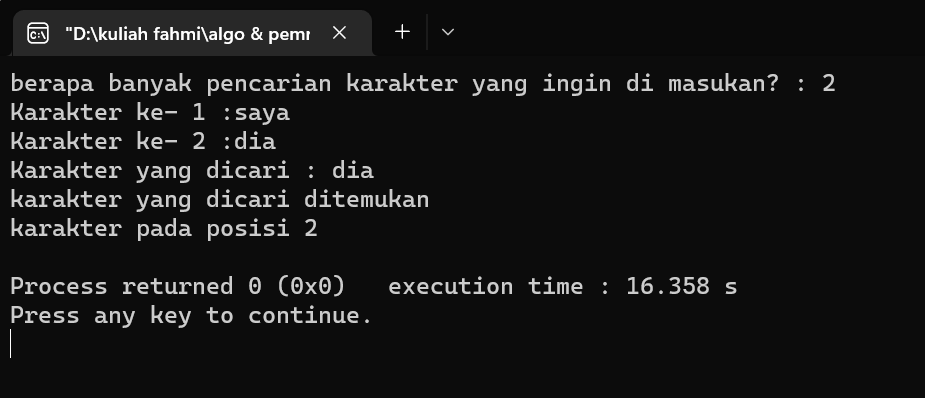 "D:\kuliah fahmi\algo & pemr
berapa banyak pencarian karakter yang ingin di masukan? : 2
Karakter ke- 1 :saya
Karakter ke- 2 :dia
Karakter yang dicari : dia
karakter yang dicari ditemukan
karakter pada posisi 2
Process returned 0 (0x0)   execution time : 16.358 s
Press any key to continue.